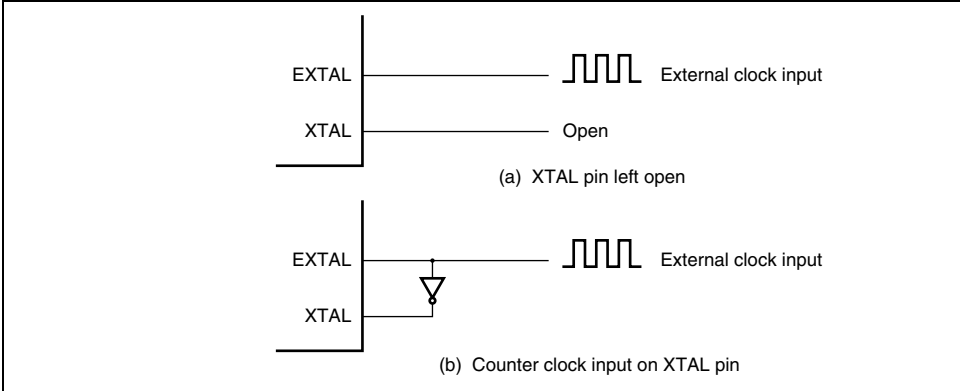 EXTAL
External clock input
XTAL
Open
(a) XTAL pin left open
EXTAL
External clock input
XTAL
(b) Counter clock input on XTAL pin